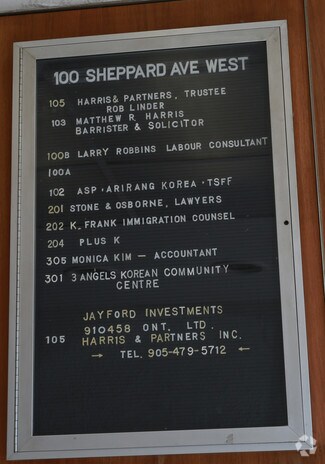 100 SHEPPARD AVE WEST
105 HARRIS & PARTNERS, TRUSTEE
ROB LINDER
103 MATTHEW R. HARRIS
BARRISTER & SOLICITOR
100B LARRY ROBBINS LABOUR CONSULTANT
100A
102 ASP · ARIRANG KOREA · TSFF
201 STONE & OSBORNE, LAWYERS
202 K. FRANK IMMIGRATION COUNSEL
204 PLUS K
305 MONICA KIM — ACCOUNTANT
301 3 ANGELS KOREAN COMMUNITY
CENTRE
JAYFORD INVESTMENTS
910458 ONT. LTD.
105 HARRIS & PARTNERS INC.
→ TEL. 905-479-5712 ←